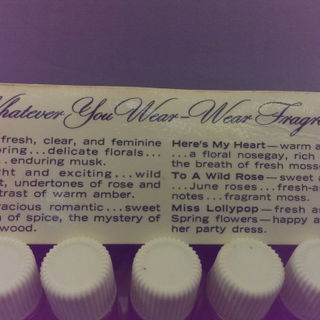 Whatever You Wear—Wear Fragr
fresh, clear, and feminine
ring...delicate florals...
...enduring musk.
ht and exciting...wild
t, undertones of rose and
trast of warm amber.
acious romantic...sweet
n of spice, the mystery of
wood.
Here's My Heart—warm a
...a floral nosegay, rich
the breath of fresh moss
To A Wild Rose—sweet a
...June roses...fresh-as
notes...fragrant moss.
Miss Lollypop—fresh as
Spring flowers—happy a
her party dress.